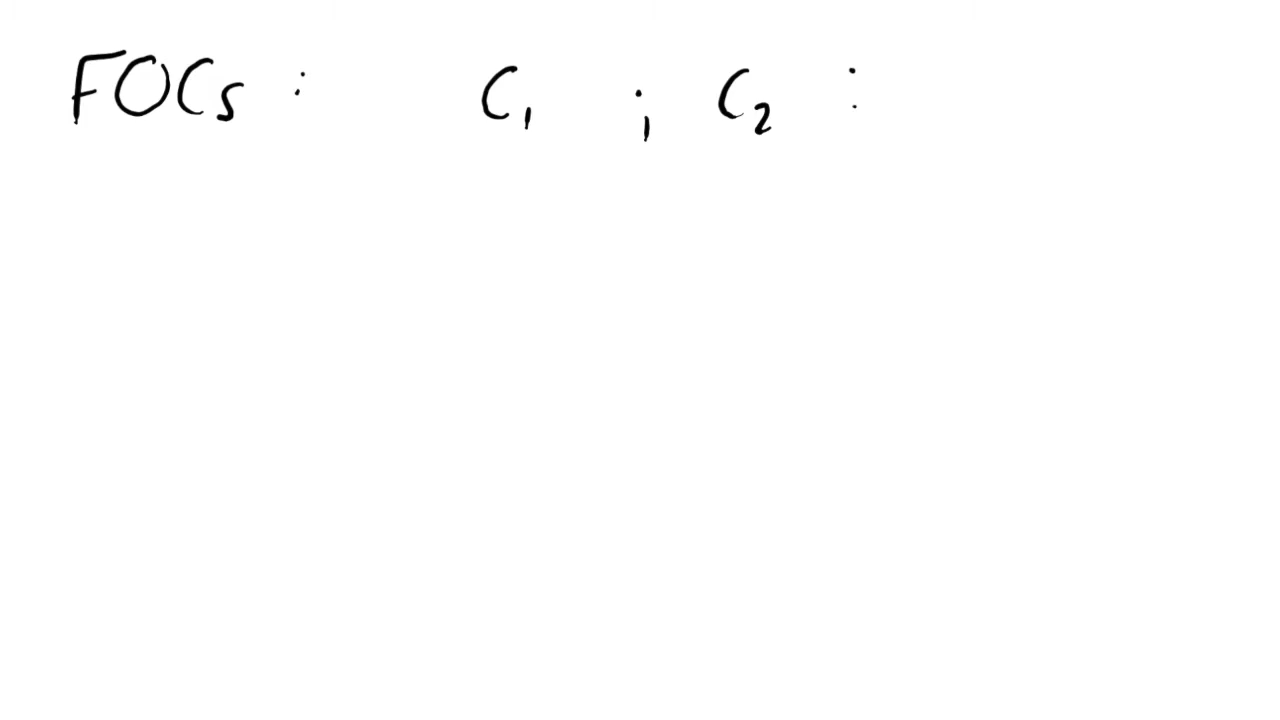 FOCs : C₁ ; C₂ :